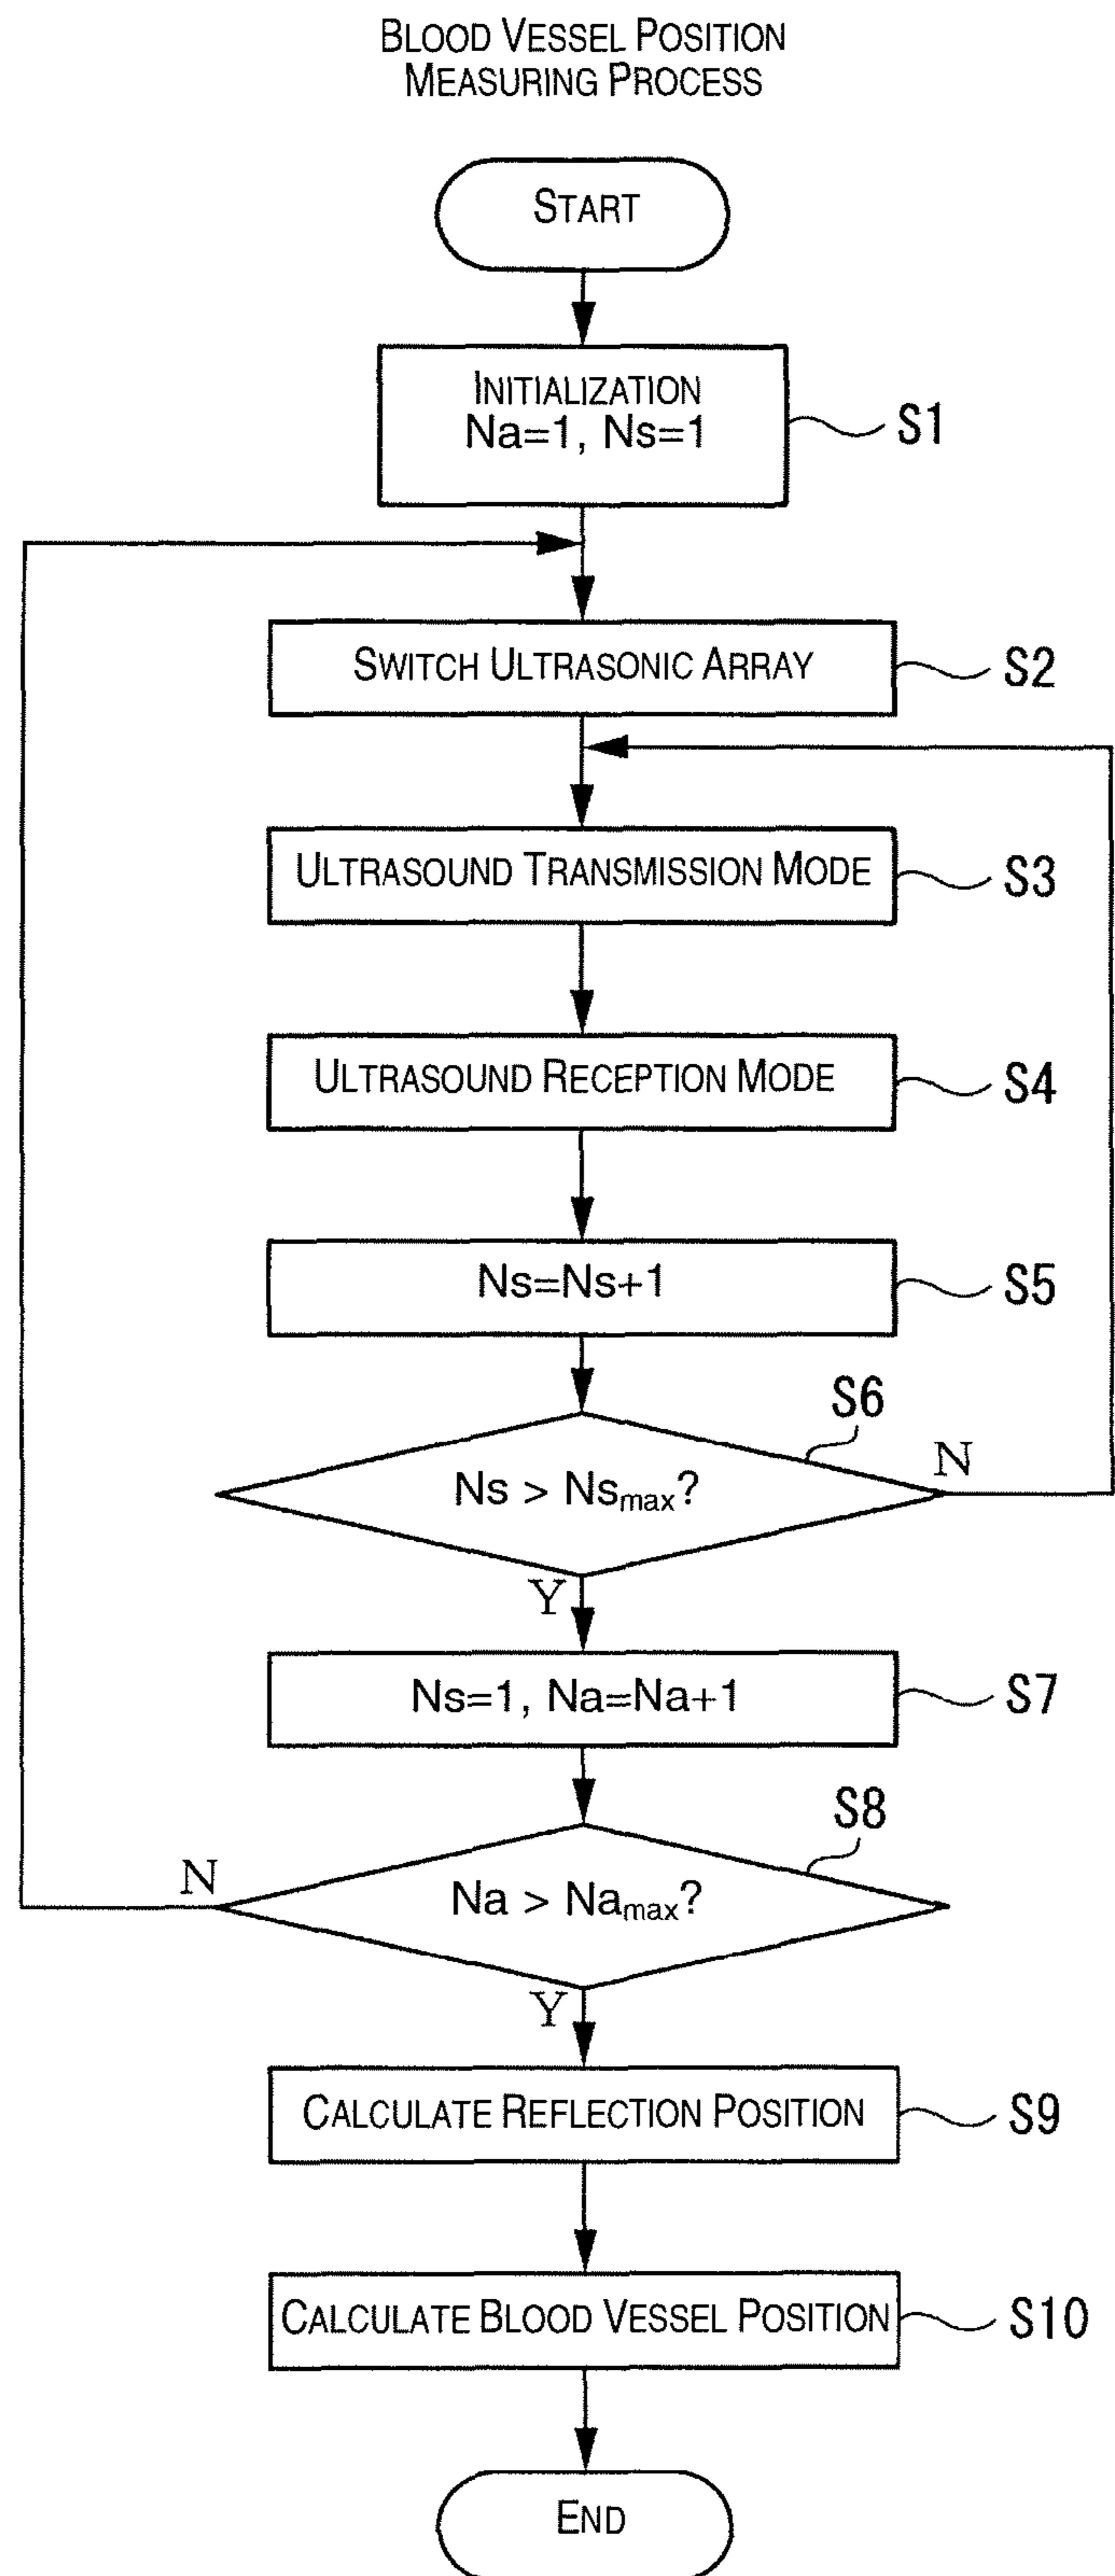 BLOOD VESSEL POSITION
MEASURING PROCESS
START
INITIALIZATION
Na=1, Ns=1
S1
SWITCH ULTRASONIC ARRAY
S2
ULTRASOUND TRANSMISSION MODE
S3
ULTRASOUND RECEPTION MODE
S4
Ns=Ns+1
S5
S6
Ns > Nsmax?
N
Y
Ns=1, Na=Na+1
S7
S8
N
Na > Namax?
Y
CALCULATE REFLECTION POSITION
S9
CALCULATE BLOOD VESSEL POSITION
S10
END